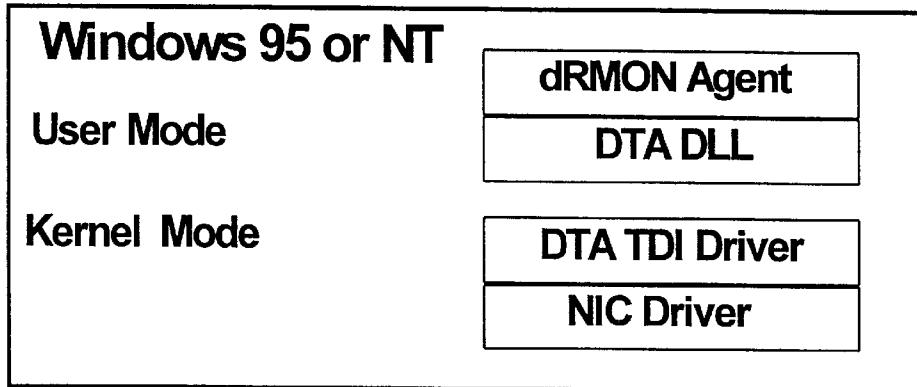 Windows 95 or NT
dRMON Agent
User Mode
DTA DLL
Kernel Mode
DTA TDI Driver
NIC Driver